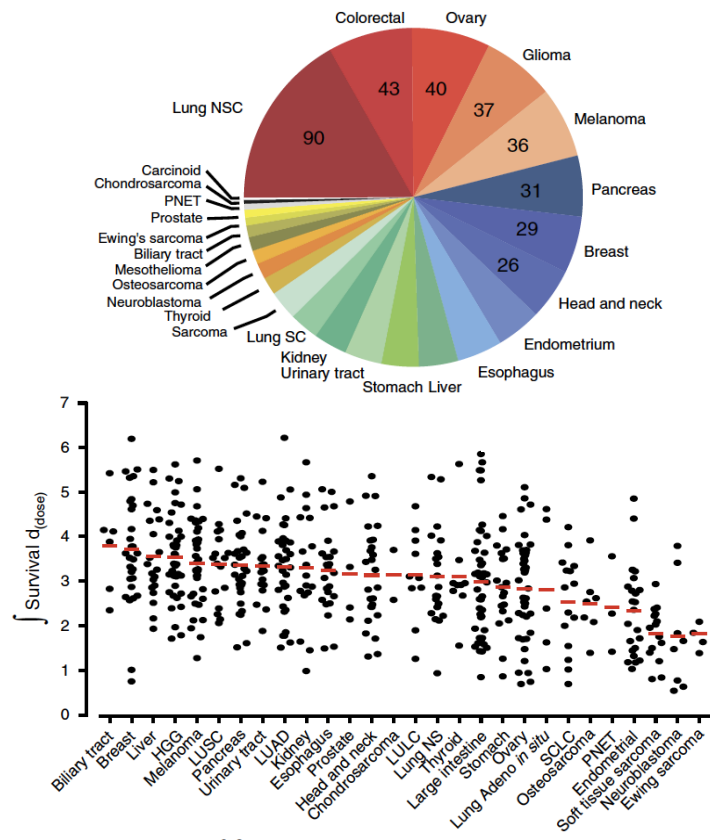 Colorectal
Ovary
Glioma
Melanoma
Pancreas
Breast
Head and neck
Endometrium
Esophagus
Stomach Liver
Urinary tract
Kidney
Lung SC
Sarcoma
Thyroid
Neuroblastoma
Osteosarcoma
Mesothelioma
Biliary tract
Ewing's sarcoma
Prostate
PNET
Chondrosarcoma
Carcinoid
Lung NSC
90
43
40
37
36
31
29
26
∫ Survival d(dose)
7
6
5
4
3
2
1
0
Biliary tract
Breast
Liver
HGG
Melanoma
LUSC
Pancreas
Urinary tract
LUAD
Kidney
Esophagus
Prostate
Head and neck
Chondrosarcoma
LULC
Lung NS
Thyroid
Large intestine
Stomach
Ovary
Lung Adeno in situ
SCLC
Osteosarcoma
PNET
Endometrial
Soft tissue sarcoma
Neuroblastoma
Ewing sarcoma